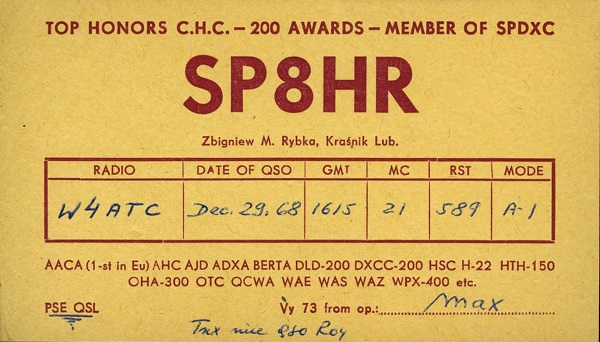 TOP HONORS C.H.C. – 200 AWARDS – MEMBER OF SPDXC
SP8HR
Zbigniew M. Rybka, Kraśnik Lub.
RADIO DATE OF QSO GMT MC RST MODE
W4ATC Dec. 29. 68 1615 21 589 A-1
AACA (1-st in Eu) AHC AJD ADXA BERTA DLD-200 DXCC-200 HSC H-22 HTH-150
OHA-300 OTC QCWA WAE WAS WAZ WPX-400 etc.
PSE QSL Vy 73 from op.: Max
Tnx nice QSO Roy